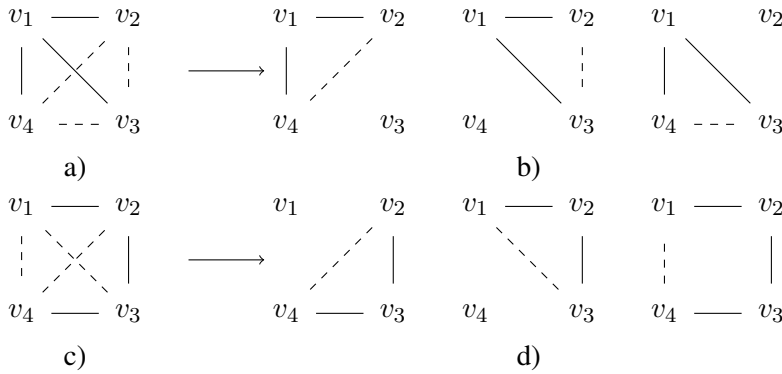 v₁ v₂ v₁ v₂ v₁ v₂ v₁ v₂
v₄ v₃ v₄ v₃ v₄ v₃ v₄ v₃
a) b)
v₁ v₂ v₁ v₂ v₁ v₂ v₁ v₂
v₄ v₃ v₄ v₃ v₄ v₃ v₄ v₃
c) d)